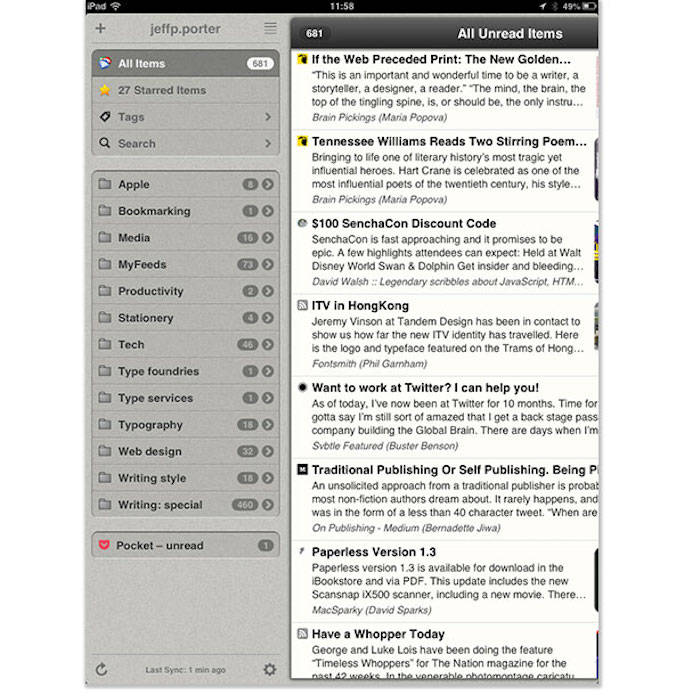 iPad
11:58
49%
+ jeffp.porter
All Items 681
27 Starred Items
Tags
Search
Apple 8
Bookmarking 1
Media 16
MyFeeds 73
Productivity 2
Stationery 4
Tech 46
Type foundries 1
Type services 2
Typography 18
Web design 32
Writing style 18
Writing: special 460
Pocket – unread 1
Last Sync: 1 min ago
681 All Unread Items
If the Web Preceded Print: The New Golden…
“This is an important and wonderful time to be a writer, a
storyteller, a designer, a reader.” “The mind, the brain, the
top of the tingling spine, is, or should be, the only instru…
Brain Pickings (Maria Popova)
Tennessee Williams Reads Two Stirring Poem…
Bringing to life one of literary history’s most tragic yet
influential heroes. Hart Crane is celebrated as one of the
most influential poets of the twentieth century, his style…
Brain Pickings (Maria Popova)
$100 SenchaCon Discount Code
SenchaCon is fast approaching and it promises to be
epic. A few highlights attendees can expect: Held at Walt
Disney World Swan & Dolphin Get insider and bleeding…
David Walsh :: Legendary scribbles about JavaScript, HTM…
ITV in HongKong
Jeremy Vinson at Tandem Design has been in contact to
show us how far the new ITV identity has travelled. Here
is the logo and typeface featured on the Trams of Hong…
Fontsmith (Phil Garnham)
Want to work at Twitter? I can help you!
As of today, I’ve now been at Twitter for 10 months. Time for
gotta say I’m still sort of amazed that I get a back stage pass
company building the Global Brain. There are days when I’m
Svbtle Featured (Buster Benson)
M Traditional Publishing Or Self Publishing. Being Pi
An unsolicited approach from a traditional publisher is probab
most non-fiction authors dream about. It rarely happens, and
was in the form of a less than 40 character tweet. “When are
On Publishing - Medium (Bernadette Jiwa)
Paperless Version 1.3
Paperless version 1.3 is available for download in the
iBookstore and via PDF. This update includes the new
Scansnap iX500 scanner, including a new movie. There…
MacSparky (David Sparks)
Have a Whopper Today
George and Luke Lois have been doing the feature
“Timeless Whoppers” for The Nation magazine for the
past 42 weeks. In the venerable photomontage caricatu